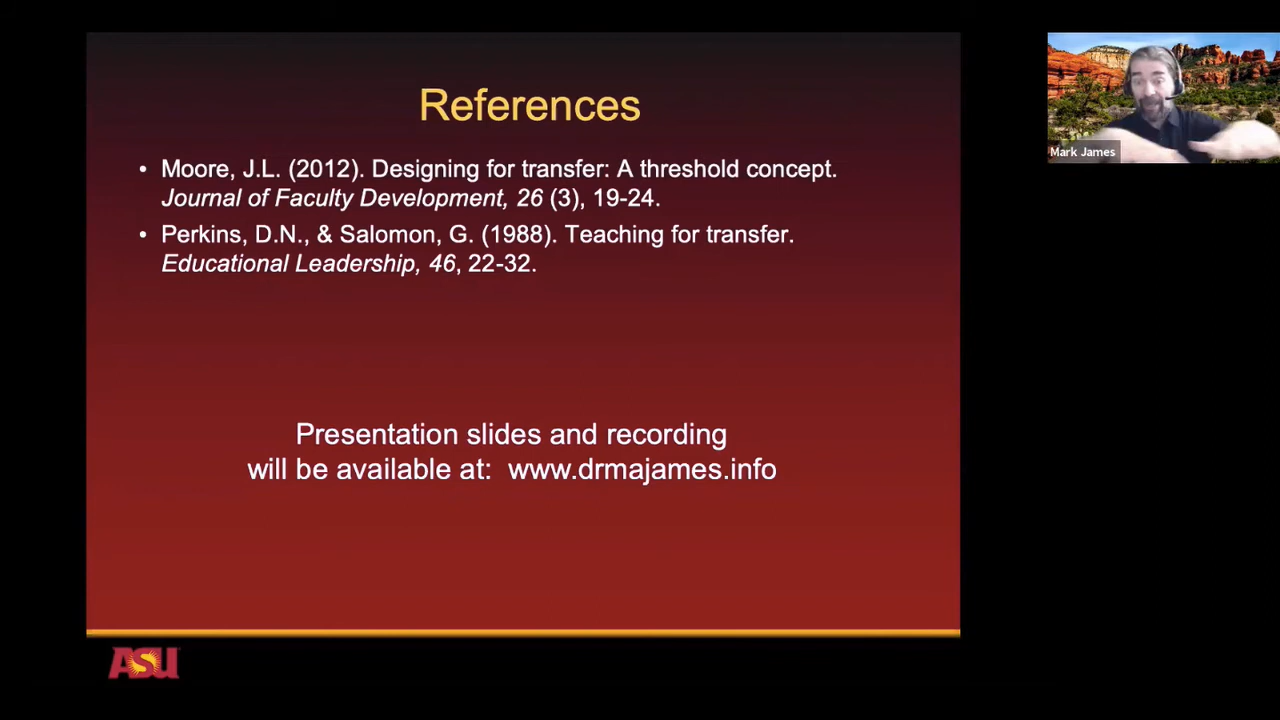 References
• Moore, J.L. (2012). Designing for transfer: A threshold concept.
Journal of Faculty Development, 26 (3), 19-24.
• Perkins, D.N., & Salomon, G. (1988). Teaching for transfer.
Educational Leadership, 46, 22-32.
Presentation slides and recording
will be available at: www.drmajames.info
ASU
Mark James